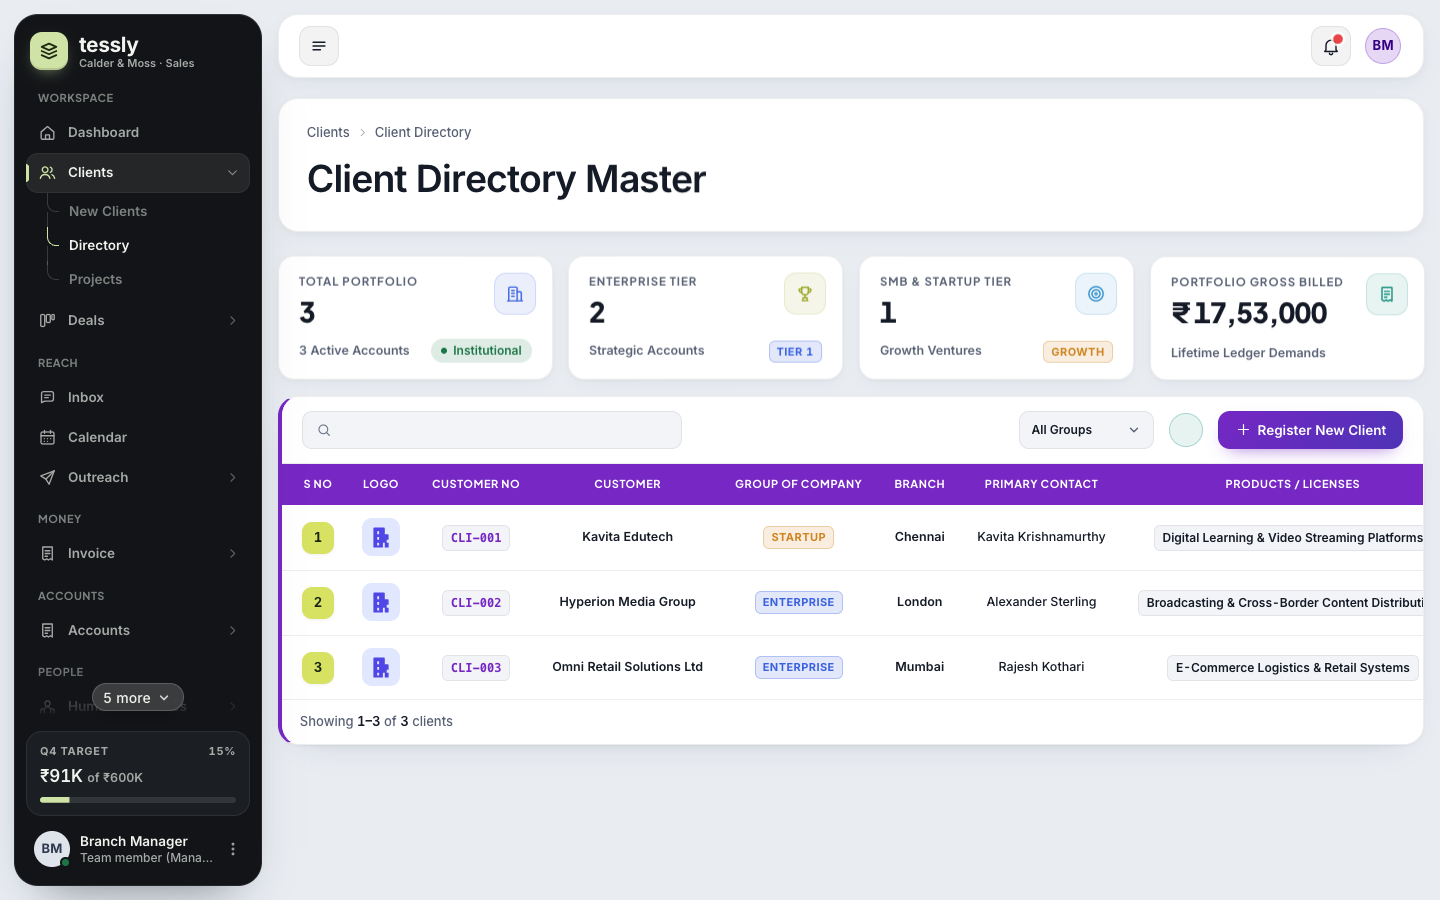 tessly
Calder & Moss · Sales
WORKSPACE
Dashboard
Clients
New Clients
Directory
Projects
Deals
REACH
Inbox
Calendar
Outreach
MONEY
Invoice
ACCOUNTS
Accounts
PEOPLE
5 more
Q4 TARGET 15%
₹91K of ₹600K
BM
Branch Manager
Team member (Mana...
BM
Clients > Client Directory
Client Directory Master
TOTAL PORTFOLIO
3
3 Active Accounts
Institutional
ENTERPRISE TIER
2
Strategic Accounts
TIER 1
SMB & STARTUP TIER
1
Growth Ventures
GROWTH
PORTFOLIO GROSS BILLED
₹17,53,000
Lifetime Ledger Demands
All Groups
+ Register New Client
S NO LOGO CUSTOMER NO CUSTOMER GROUP OF COMPANY BRANCH PRIMARY CONTACT PRODUCTS / LICENSES
1 CLI-001 Kavita Edutech STARTUP Chennai Kavita Krishnamurthy Digital Learning & Video Streaming Platforms
2 CLI-002 Hyperion Media Group ENTERPRISE London Alexander Sterling Broadcasting & Cross-Border Content Distributi
3 CLI-003 Omni Retail Solutions Ltd ENTERPRISE Mumbai Rajesh Kothari E-Commerce Logistics & Retail Systems
Showing 1–3 of 3 clients